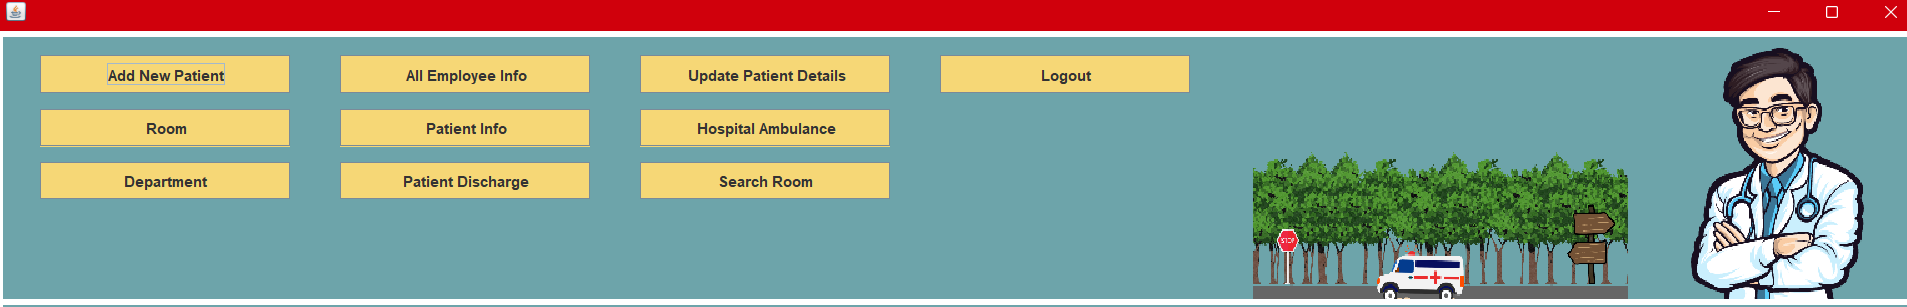 Add New Patient
All Employee Info
Update Patient Details
Logout
Room
Patient Info
Hospital Ambulance
Department
Patient Discharge
Search Room
STOP